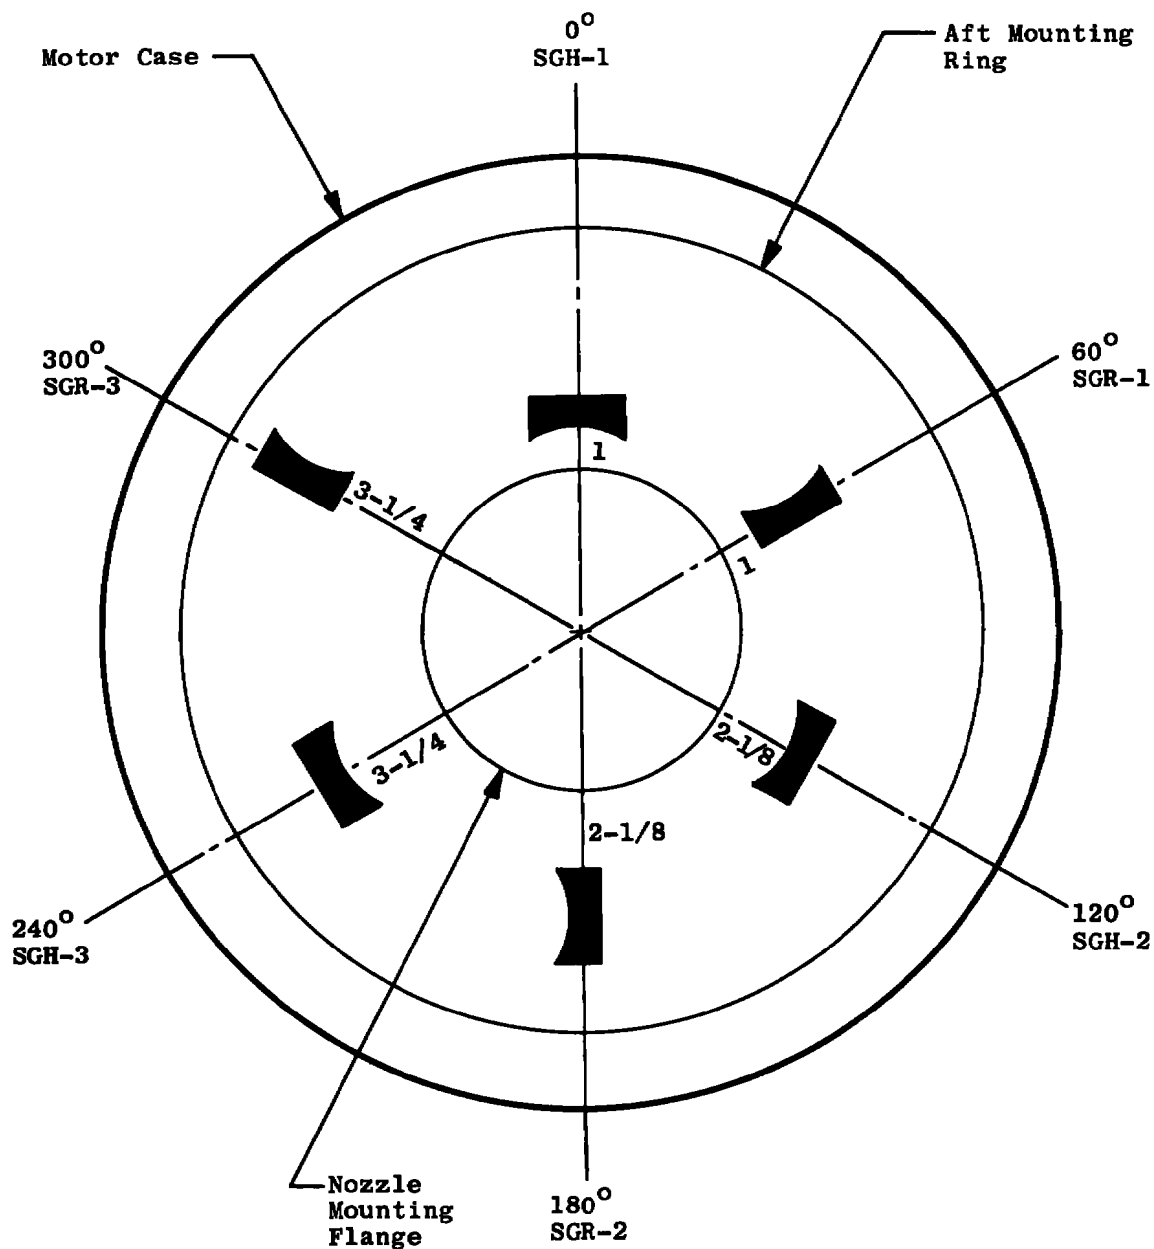 0°
SGH-1
Motor Case
Aft Mounting
Ring
300°
SGR-3
60°
SGR-1
1
3-1/4
1
2-1/8
3-1/4
2-1/8
240°
SGH-3
120°
SGH-2
Nozzle
Mounting
Flange
180°
SGR-2